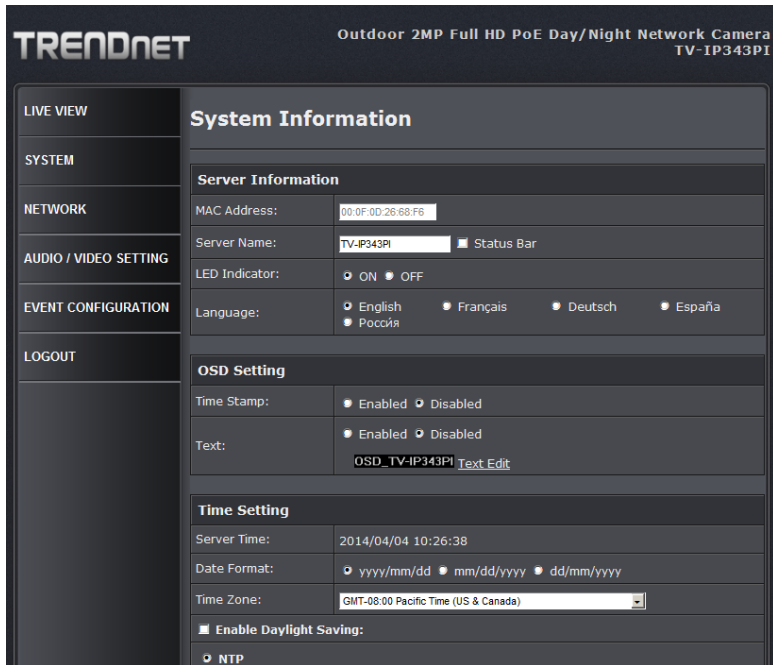 TRENDnet
Outdoor 2MP Full HD PoE Day/Night Network Camera
TV-IP343PI
LIVE VIEW
SYSTEM
NETWORK
AUDIO / VIDEO SETTING
EVENT CONFIGURATION
LOGOUT
System Information
Server Information
MAC Address: 00:0F:0D:26:68:F6
Server Name: TV-IP343PI Status Bar
LED Indicator: ON OFF
Language: English Français Deutsch España
Росси́я
OSD Setting
Time Stamp: Enabled Disabled
Text: Enabled Disabled
OSD_TV-IP343PI Text Edit
Time Setting
Server Time: 2014/04/04 10:26:38
Date Format: yyyy/mm/dd mm/dd/yyyy dd/mm/yyyy
Time Zone: GMT-08:00 Pacific Time (US & Canada)
Enable Daylight Saving:
NTP